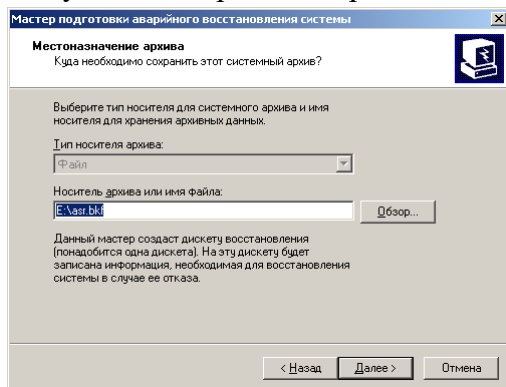 Мастер подготовки аварийного восстановления системы
Местоназначение архива
Куда необходимо сохранить этот системный архив?
Выберите тип носителя для системного архива и имя
носителя для хранения архивных данных.
Тип носителя архива:
Файл
Носитель архива или имя файла:
E:\asr.bkf
Обзор...
Данный мастер создаст дискету восстановления
(понадобится одна дискета). На эту дискету будет
записана информация, необходимая для восстановления
системы в случае ее отказа.
< Назад
Далее >
Отмена